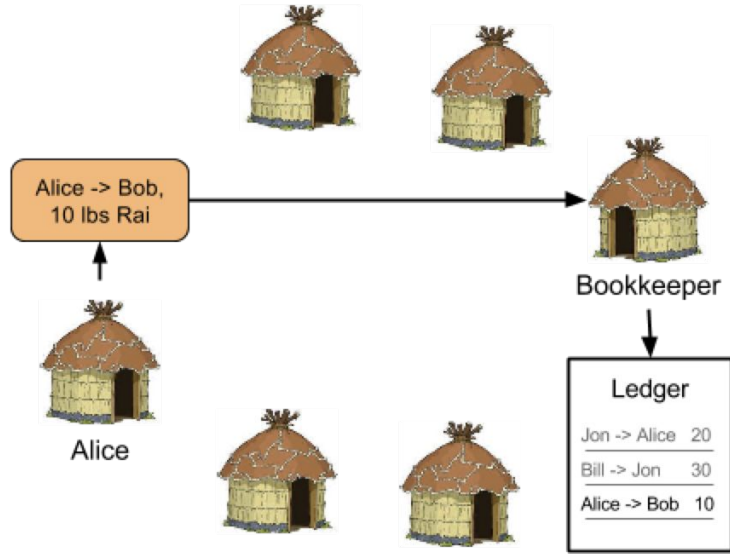 Alice -> Bob,
10 lbs Rai
Alice
Bookkeeper
Ledger
Jon -> Alice 20
Bill -> Jon 30
Alice -> Bob 10